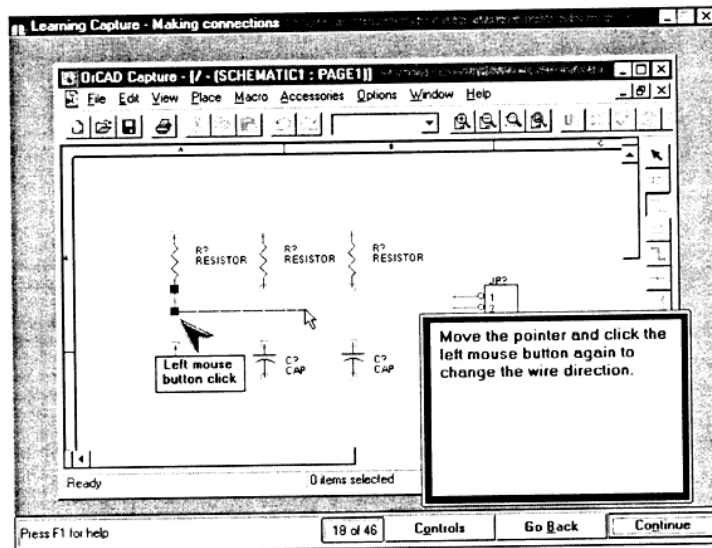 Learning Capture - Making connections
OrCAD Capture - [/ - (SCHEMATIC1 : PAGE1)]
File Edit View Place Macro Accessories Options Window Help
A B C
R? R? R?
RESISTOR RESISTOR RESISTOR
JP?
1
2
A
Left mouse
button click
C? C?
CAP CAP
Move the pointer and click the
left mouse button again to
change the wire direction.
Ready 0 items selected
Press F1 for help 18 of 46 Controls Go Back Continue